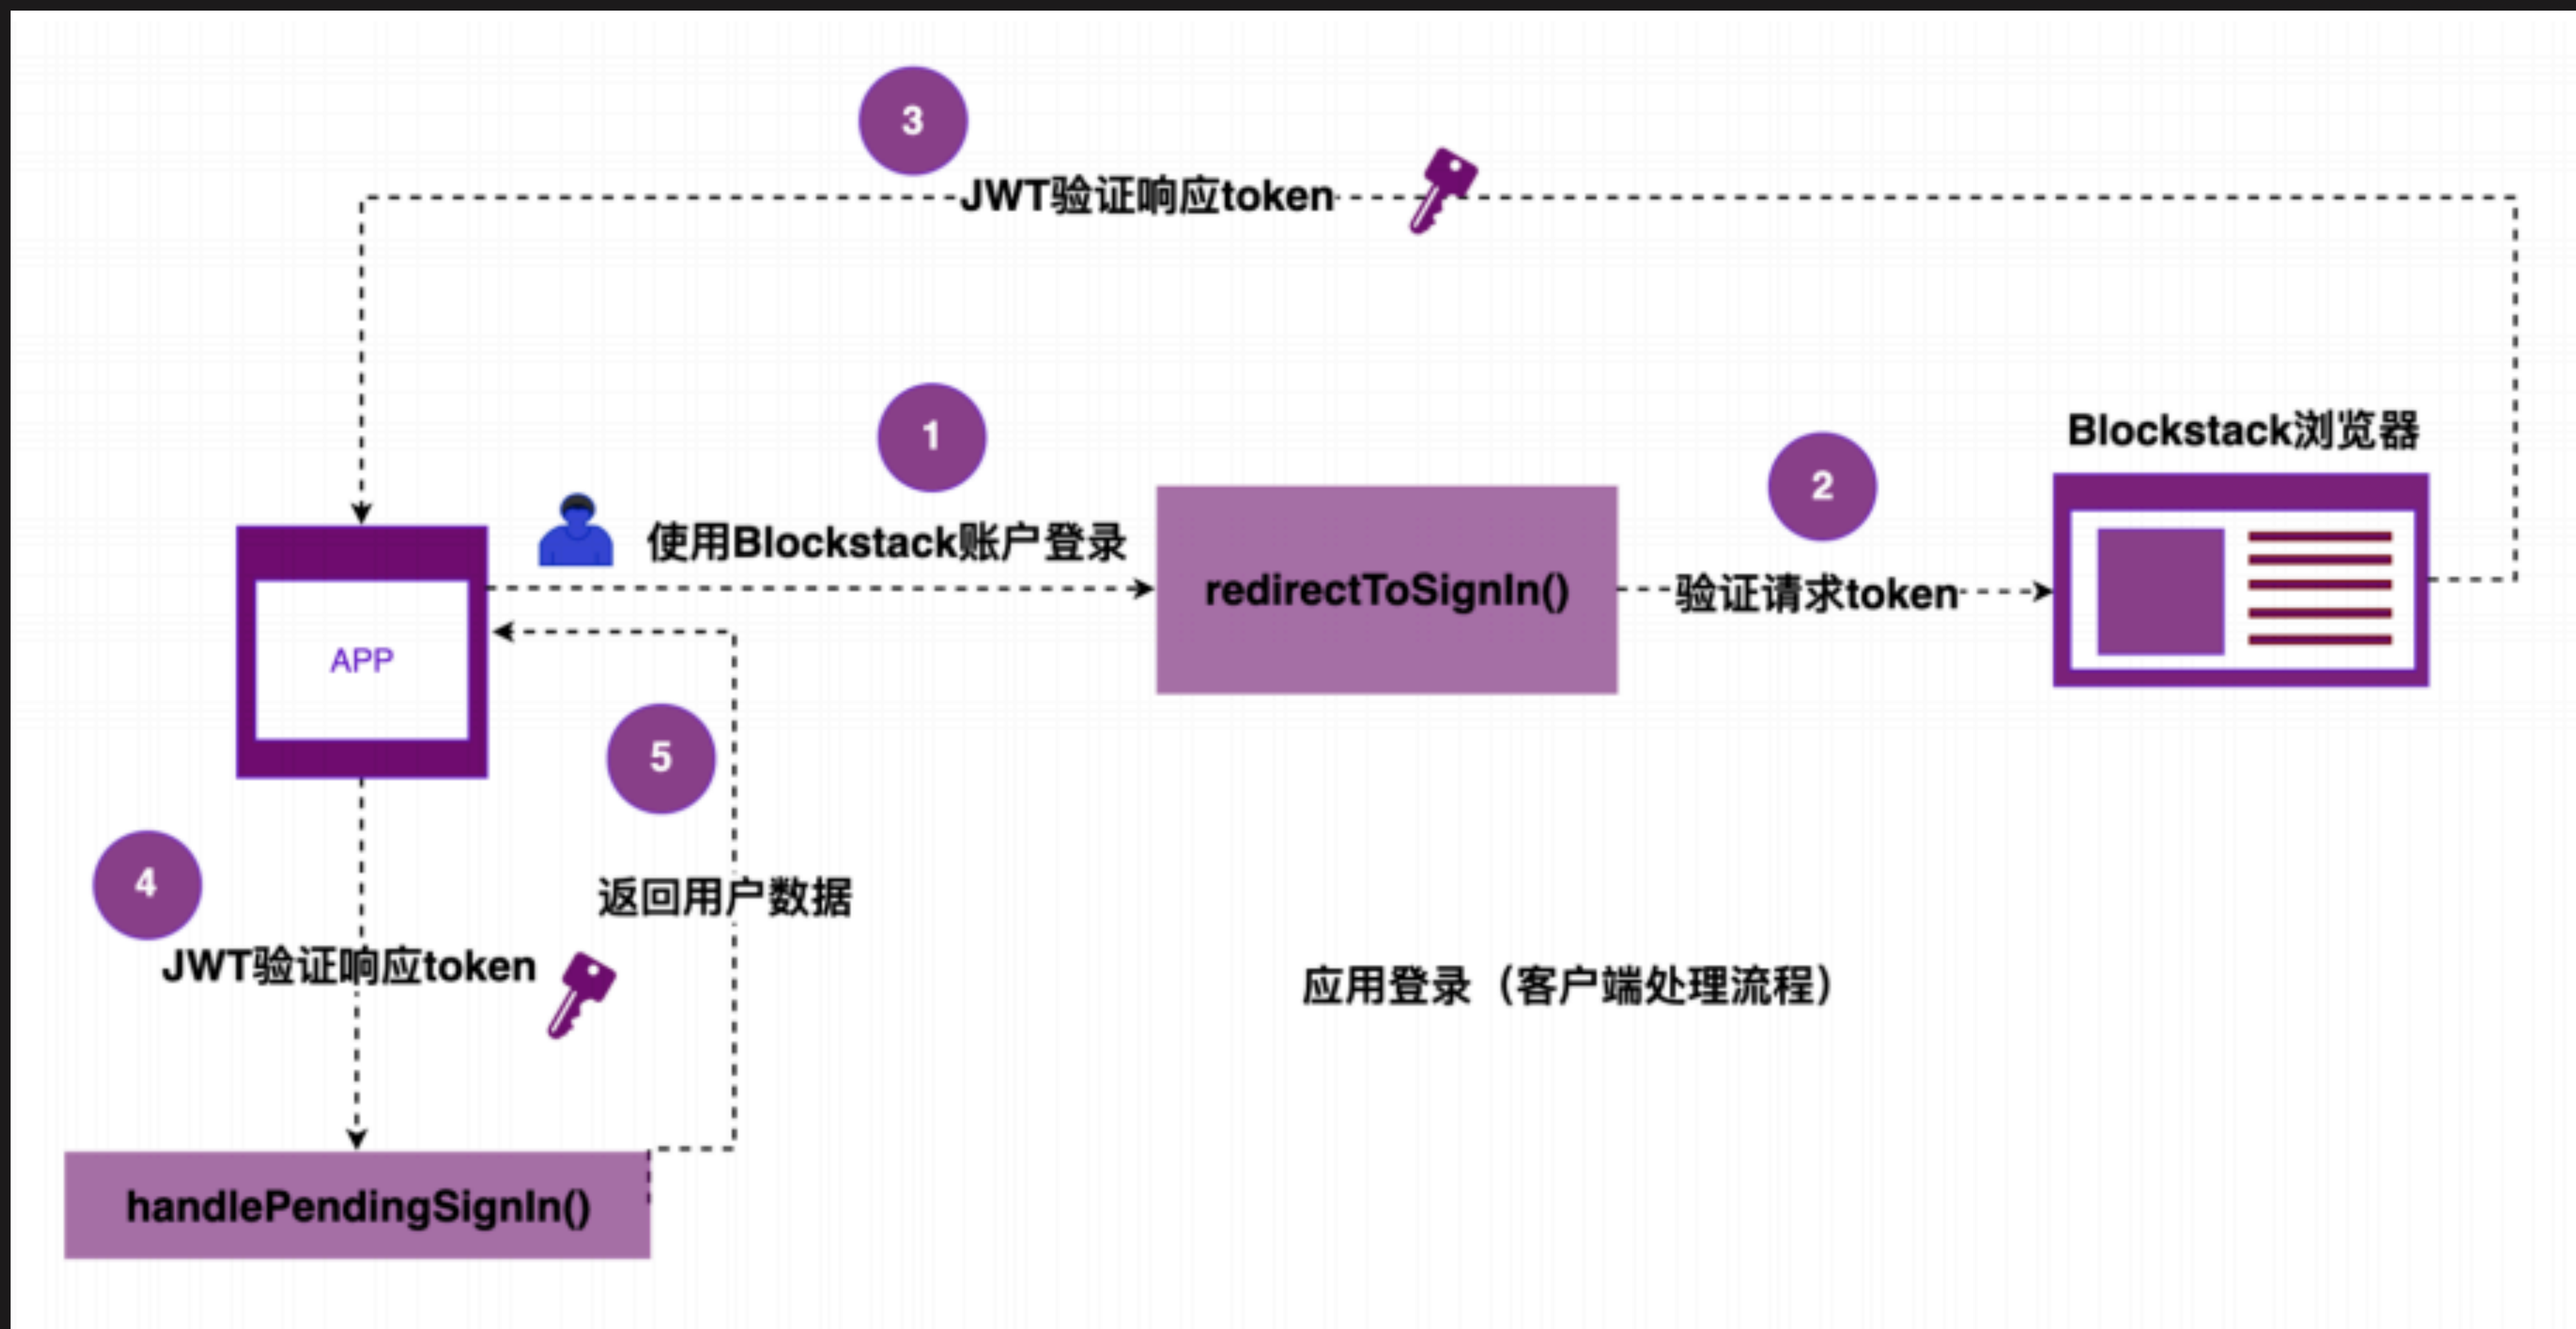 3
JWT验证响应token
1
使用Blockstack账户登录
redirectToSignIn()
2
验证请求token
Blockstack浏览器
APP
5
返回用户数据
4
JWT验证响应token
handlePendingSignIn()
应用登录（客户端处理流程）